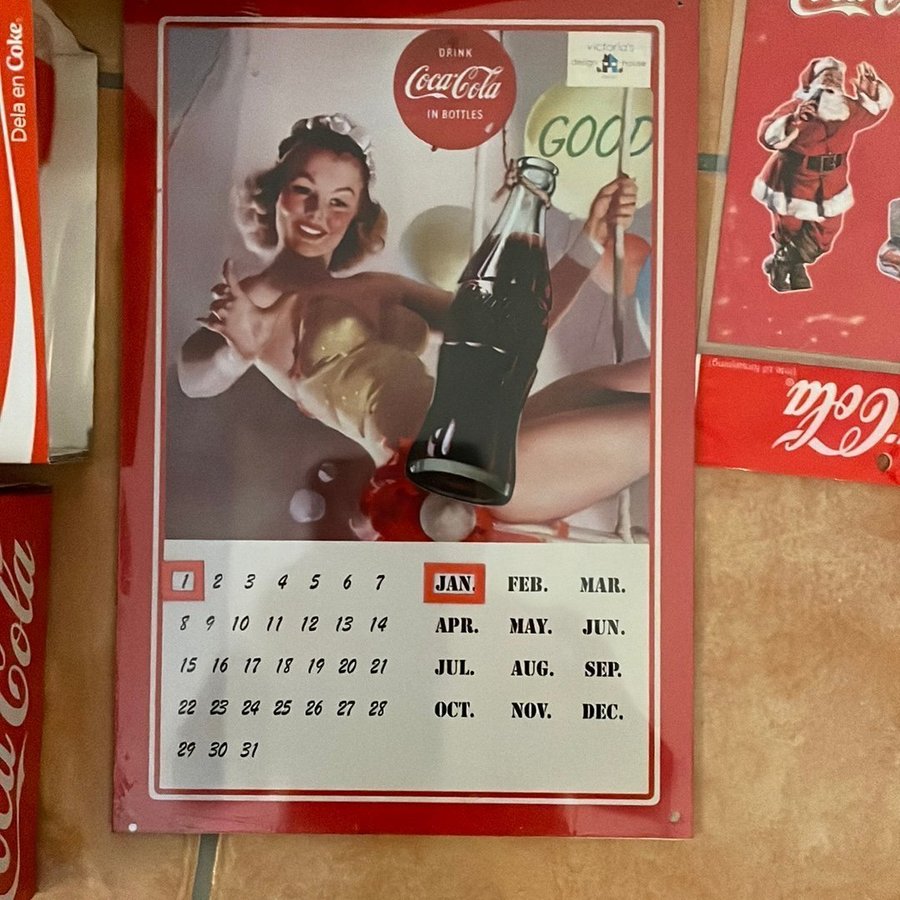 Dela en Coke
DRINK
Coca-Cola
IN BOTTLES
victoria's
design house
GOOD
1 2 3 4 5 6 7
8 9 10 11 12 13 14
15 16 17 18 19 20 21
22 23 24 25 26 27 28
29 30 31
JAN. FEB. MAR.
APR. MAY. JUN.
JUL. AUG. SEP.
OCT. NOV. DEC.
Cola
Coca-Cola